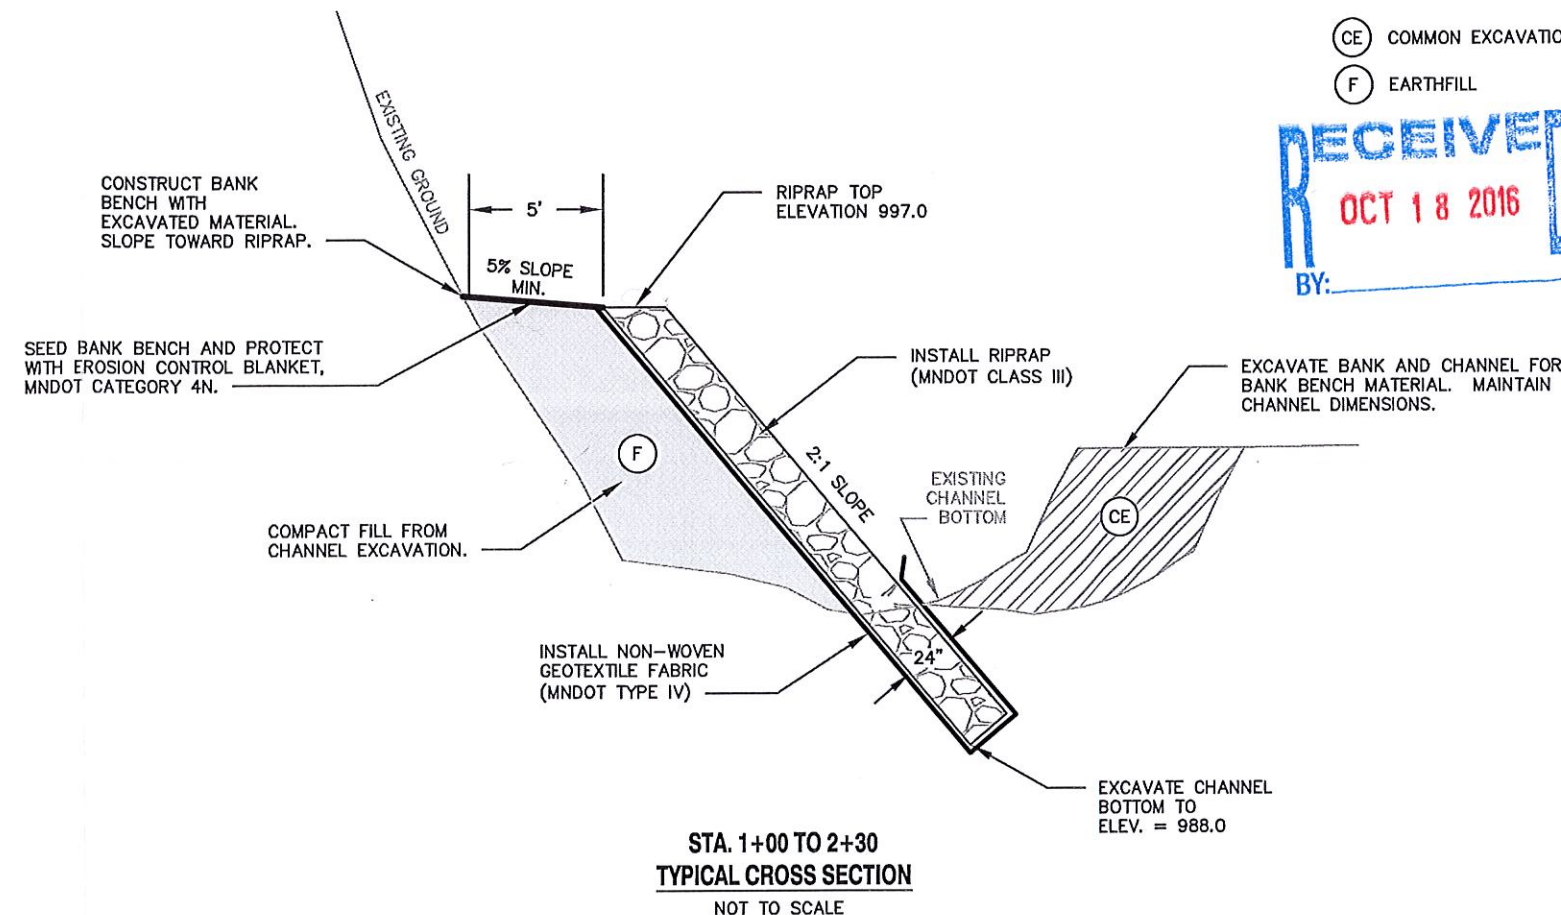 CE COMMON EXCAVATIO
F EARTHFILL
RECEIVE
OCT 18 2016
BY:
EXISTING GROUND
CONSTRUCT BANK
BENCH WITH
EXCAVATED MATERIAL.
SLOPE TOWARD RIPRAP.
5'
5% SLOPE
MIN.
RIPRAP TOP
ELEVATION 997.0
SEED BANK BENCH AND PROTECT
WITH EROSION CONTROL BLANKET,
MNDOT CATEGORY 4N.
INSTALL RIPRAP
(MNDOT CLASS III)
EXCAVATE BANK AND CHANNEL FOR
BANK BENCH MATERIAL. MAINTAIN
CHANNEL DIMENSIONS.
F
2:1 SLOPE
EXISTING
CHANNEL
BOTTOM
CE
COMPACT FILL FROM
CHANNEL EXCAVATION.
INSTALL NON-WOVEN
GEOTEXTILE FABRIC
(MNDOT TYPE IV)
24"
EXCAVATE CHANNEL
BOTTOM TO
ELEV. = 988.0
STA. 1+00 TO 2+30
TYPICAL CROSS SECTION
NOT TO SCALE